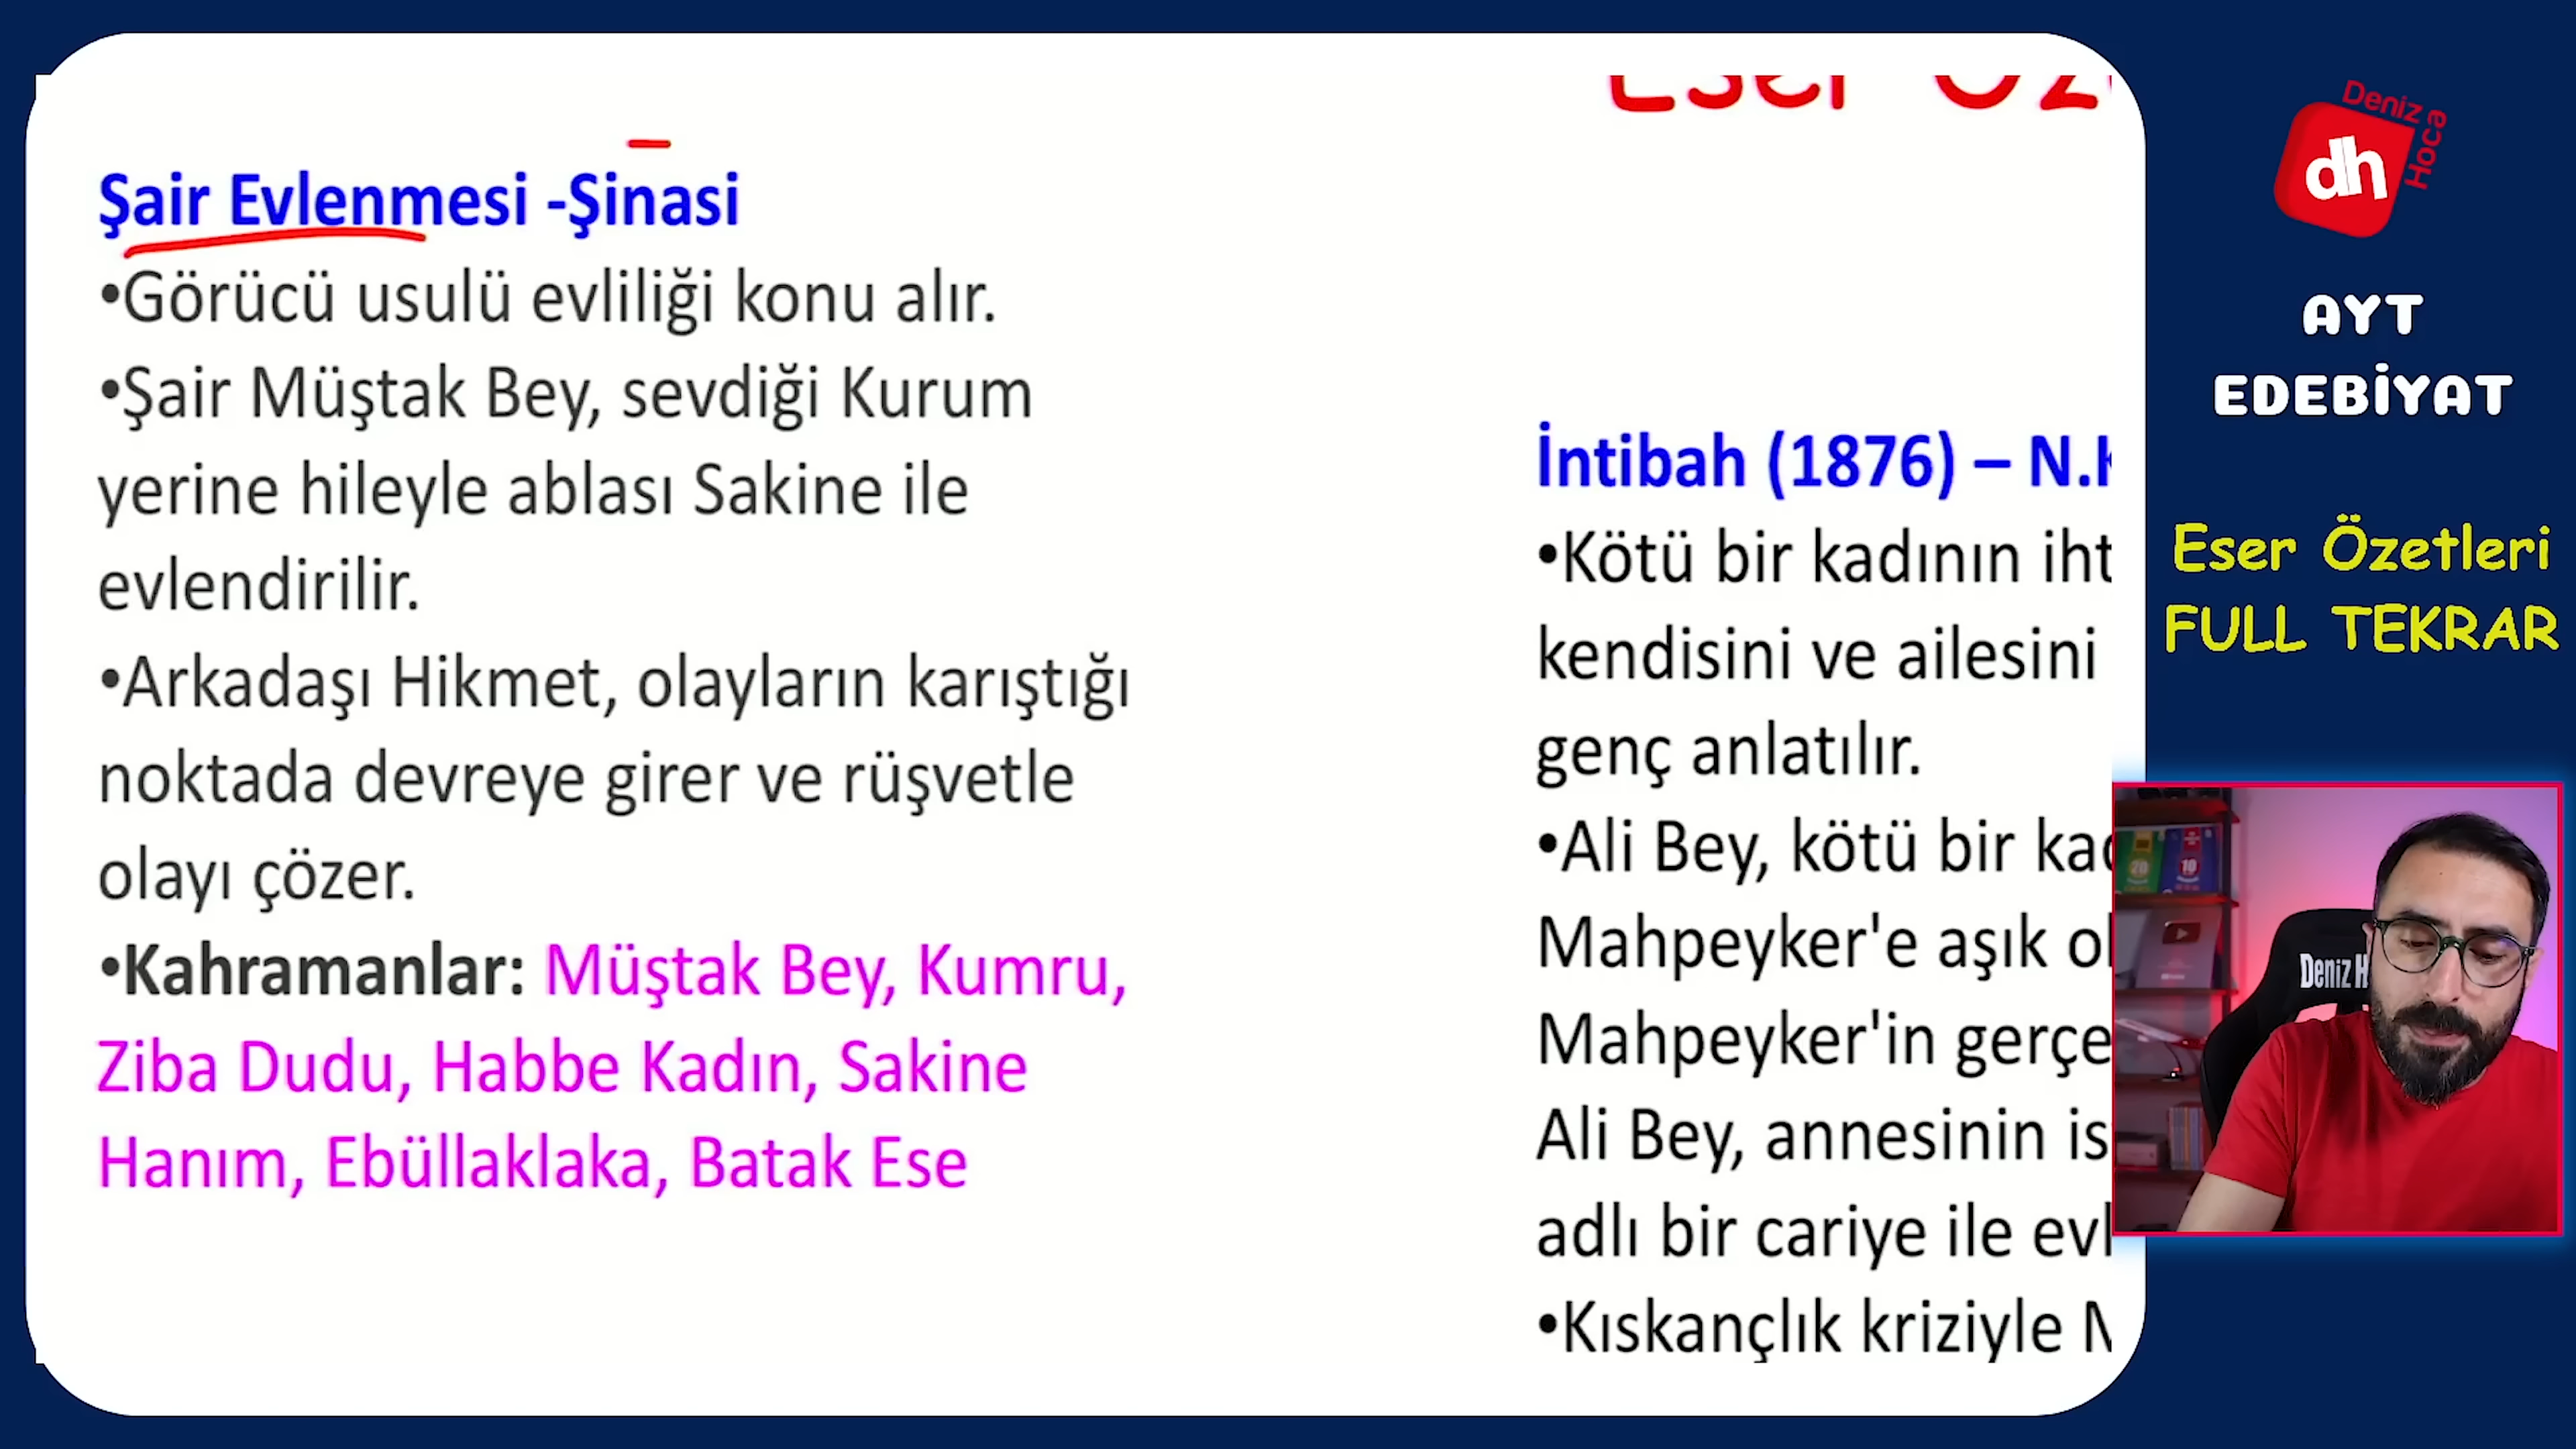 Şair Evlenmesi -Şinasi
•Görücü usulü evliliği konu alır.
•Şair Müştak Bey, sevdiği Kurum
yerine hileyle ablası Sakine ile
evlendirilir.
•Arkadaşı Hikmet, olayların karıştığı
noktada devreye girer ve rüşvetle
olayı çözer.
•Kahramanlar: Müştak Bey, Kumru,
Ziba Dudu, Habbe Kadın, Sakine
Hanım, Ebüllaklaka, Batak Ese
Eser
İntibah (1876) – N.
•Kötü bir kadının
kendisini ve ailesini
genç anlatılır.
•Ali Bey, kötü bir
Mahpeyker'e aşık
Mahpeyker'in
Ali Bey, annesinin
adlı bir cariye ile
•Kıskançlık kriziyle
Deniz Hoca
dh
AYT
EDEBİYAT
Eser Özetleri
FULL TEKRAR
20
10
Deniz H